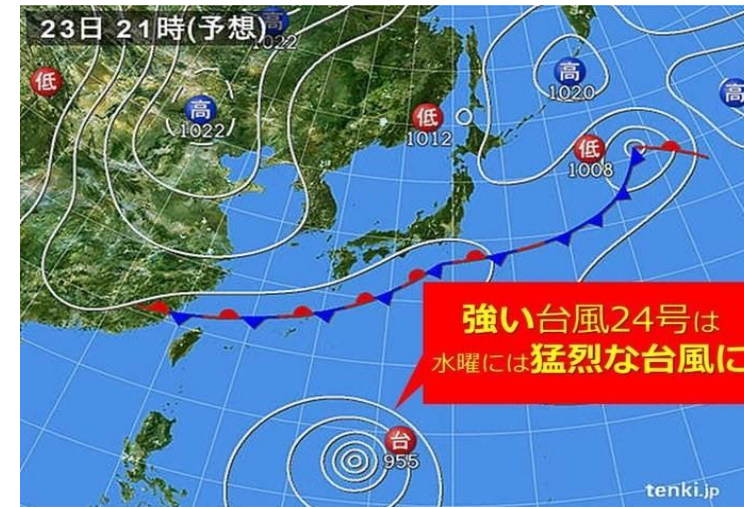 23日 21時(予想)
高
1022
低
高
1022
低
1012
高
1020
高
低
1008
強い台風24号は
水曜には猛烈な台風に
台
955
tenki.jp